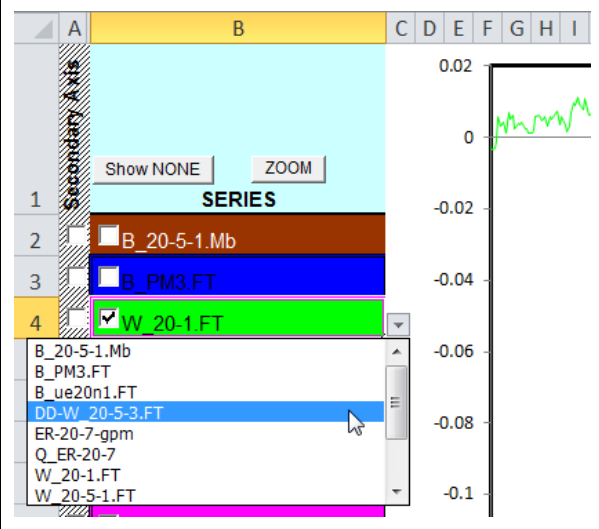 A B C D E F G H I
Secondary Axis
Show NONE ZOOM
1 SERIES
2 B_20-5-1.Mb
3 B_PM3.FT
4 W_20-1.FT
B_20-5-1.Mb
B_PM3.FT
B_ue20n1.FT
DD-W_20-5-3.FT
ER-20-7-gpm
Q_ER-20-7
W_20-1.FT
W_20-5-1.FT
0.02
0
-0.02
-0.04
-0.06
-0.08
-0.1